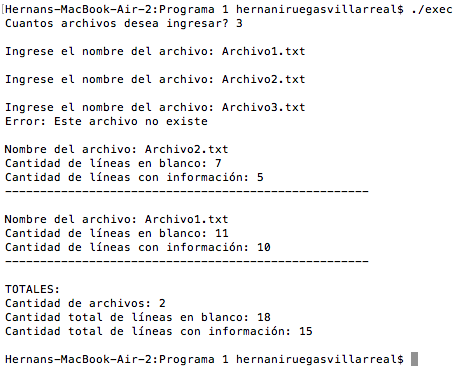 Hernans-MacBook-Air-2:Programa 1 hernaniruegasvillarreal$ ./exec
Cuantos archivos desea ingresar? 3
Ingrese el nombre del archivo: Archivo1.txt
Ingrese el nombre del archivo: Archivo2.txt
Ingrese el nombre del archivo: Archivo3.txt
Error: Este archivo no existe
Nombre del archivo: Archivo2.txt
Cantidad de líneas en blanco: 7
Cantidad de líneas con información: 5
--------------------------------------------------
Nombre del archivo: Archivo1.txt
Cantidad de líneas en blanco: 11
Cantidad de líneas con información: 10
--------------------------------------------------
TOTALES:
Cantidad de archivos: 2
Cantidad total de líneas en blanco: 18
Cantidad total de líneas con información: 15
Hernans-MacBook-Air-2:Programa 1 hernaniruegasvillarreal$